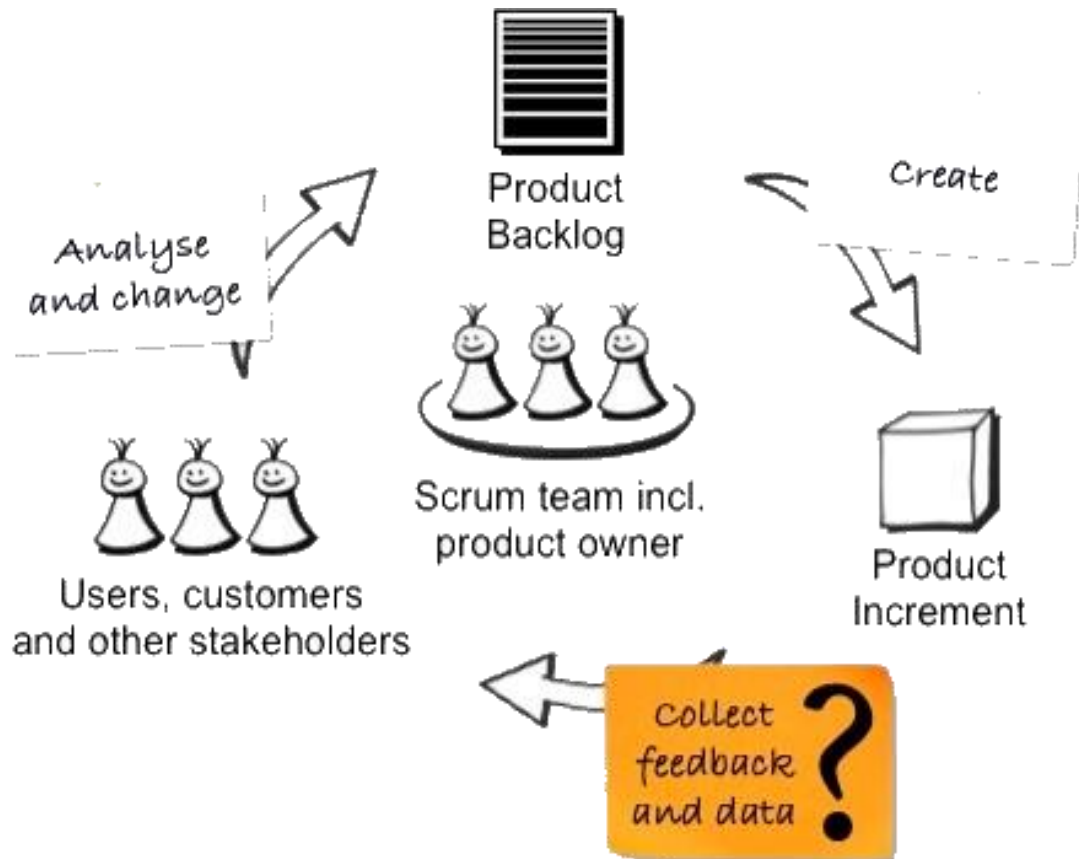 Product
Backlog
Create
Analyse
and change
Scrum team incl.
product owner
Users, customers
and other stakeholders
Product
Increment
Collect
feedback
and data
?